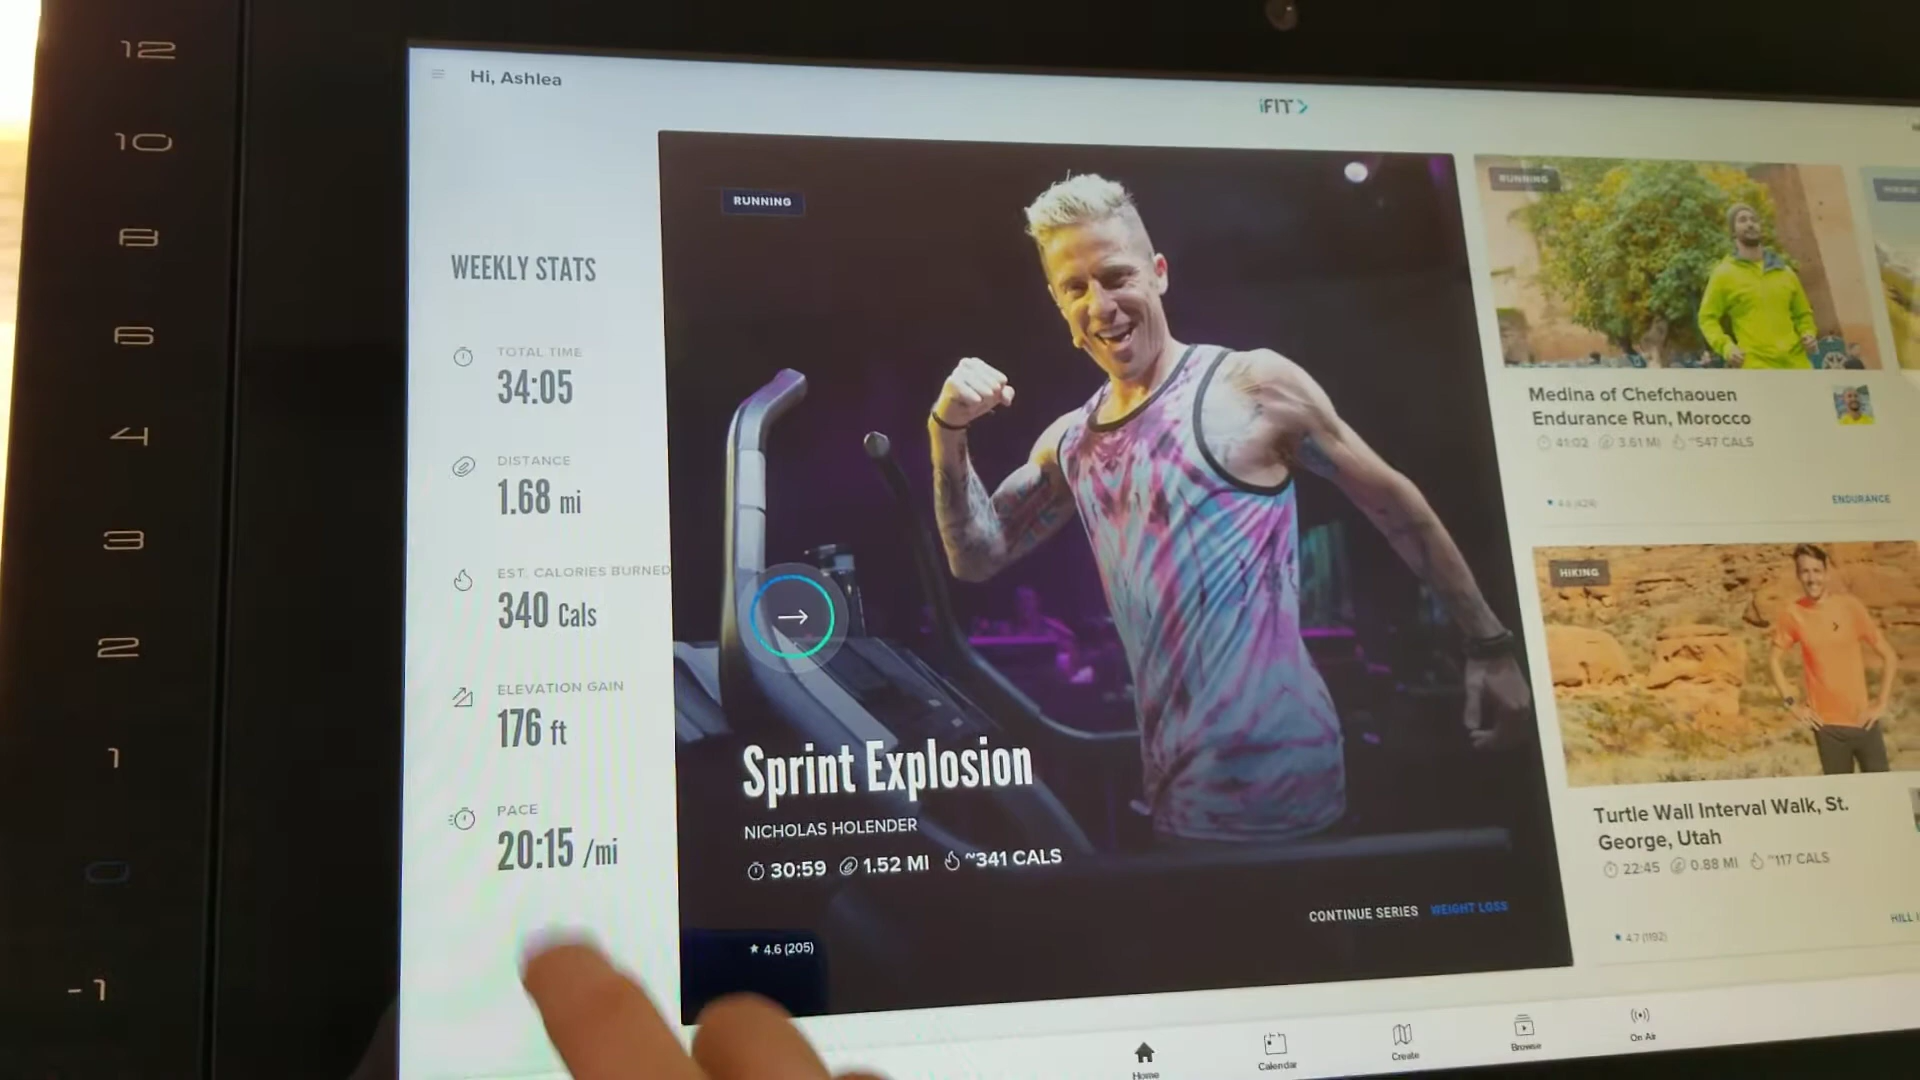 12
10
8
6
4
3
2
1
0
-1
Hi, Ashlea
iFIT
WEEKLY STATS
TOTAL TIME
34:05
DISTANCE
1.68 mi
EST. CALORIES BURNED
340 Cals
ELEVATION GAIN
176 ft
PACE
20:15 /mi
RUNNING
Sprint Explosion
NICHOLAS HOLENDER
30:59 1.52 MI ~341 CALS
CONTINUE SERIES WEIGHT LOSS
★ 4.6 (205)
RUNNING
Medina of Chefchaouen
Endurance Run, Morocco
41:02 3.61 MI ~547 CALS
ENDURANCE
HIKING
HIKING
Turtle Wall Interval Walk, St.
George, Utah
22:45 0.88 MI ~117 CALS
★ 4.7 (1192)
HILL
Home
Calendar
Create
Browse
On Air